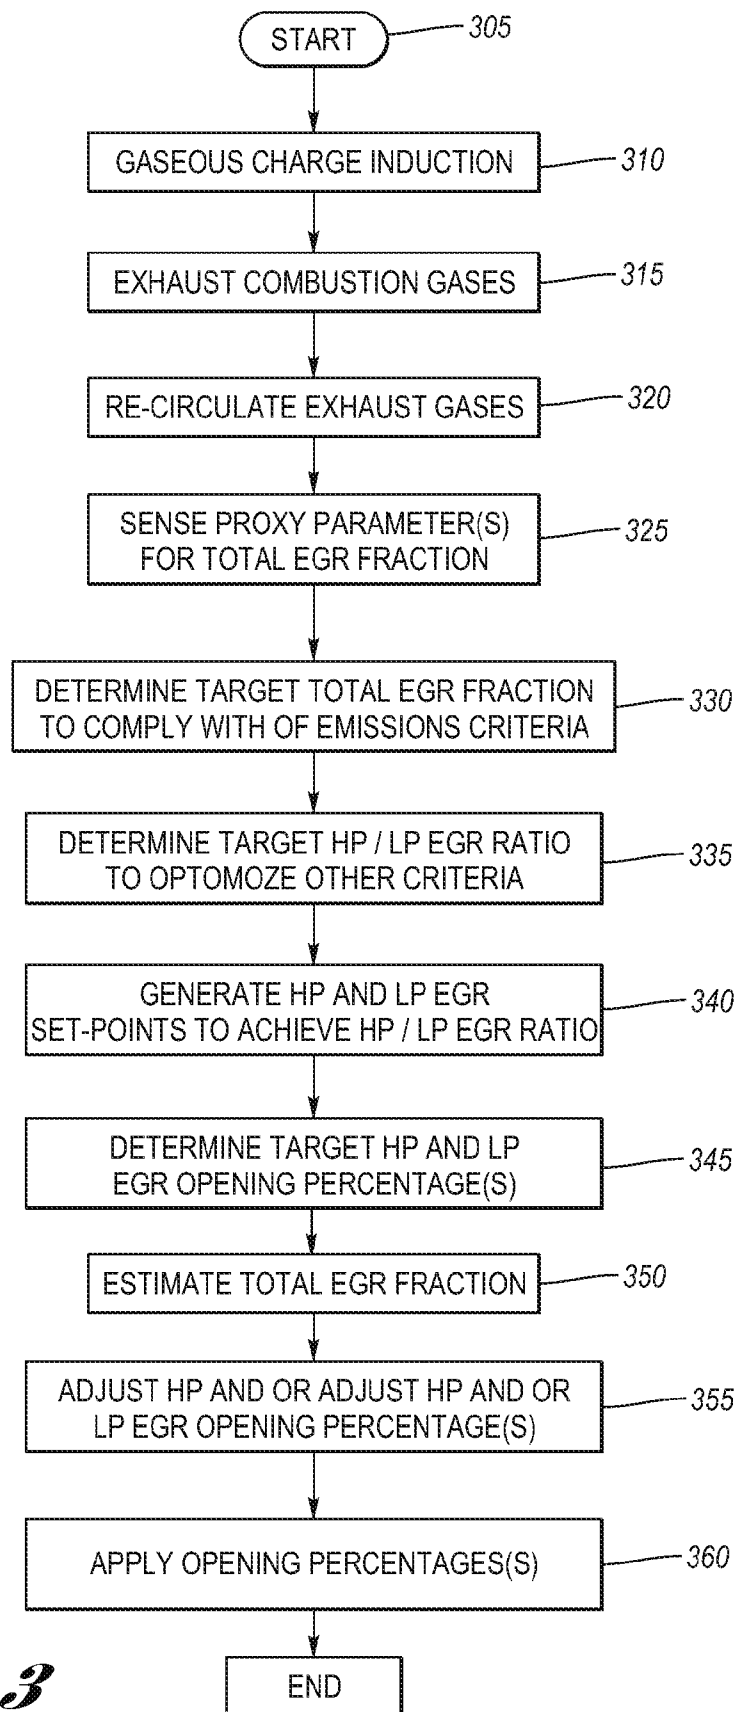 START
305
GASEOUS CHARGE INDUCTION
310
EXHAUST COMBUSTION GASES
315
RE-CIRCULATE EXHAUST GASES
320
SENSE PROXY PARAMETER(S)
FOR TOTAL EGR FRACTION
325
DETERMINE TARGET TOTAL EGR FRACTION
TO COMPLY WITH OF EMISSIONS CRITERIA
330
DETERMINE TARGET HP / LP EGR RATIO
TO OPTOMOZE OTHER CRITERIA
335
GENERATE HP AND LP EGR
SET-POINTS TO ACHIEVE HP / LP EGR RATIO
340
DETERMINE TARGET HP AND LP
EGR OPENING PERCENTAGE(S)
345
ESTIMATE TOTAL EGR FRACTION
350
ADJUST HP AND OR ADJUST HP AND OR
LP EGR OPENING PERCENTAGE(S)
355
APPLY OPENING PERCENTAGES(S)
360
END
3